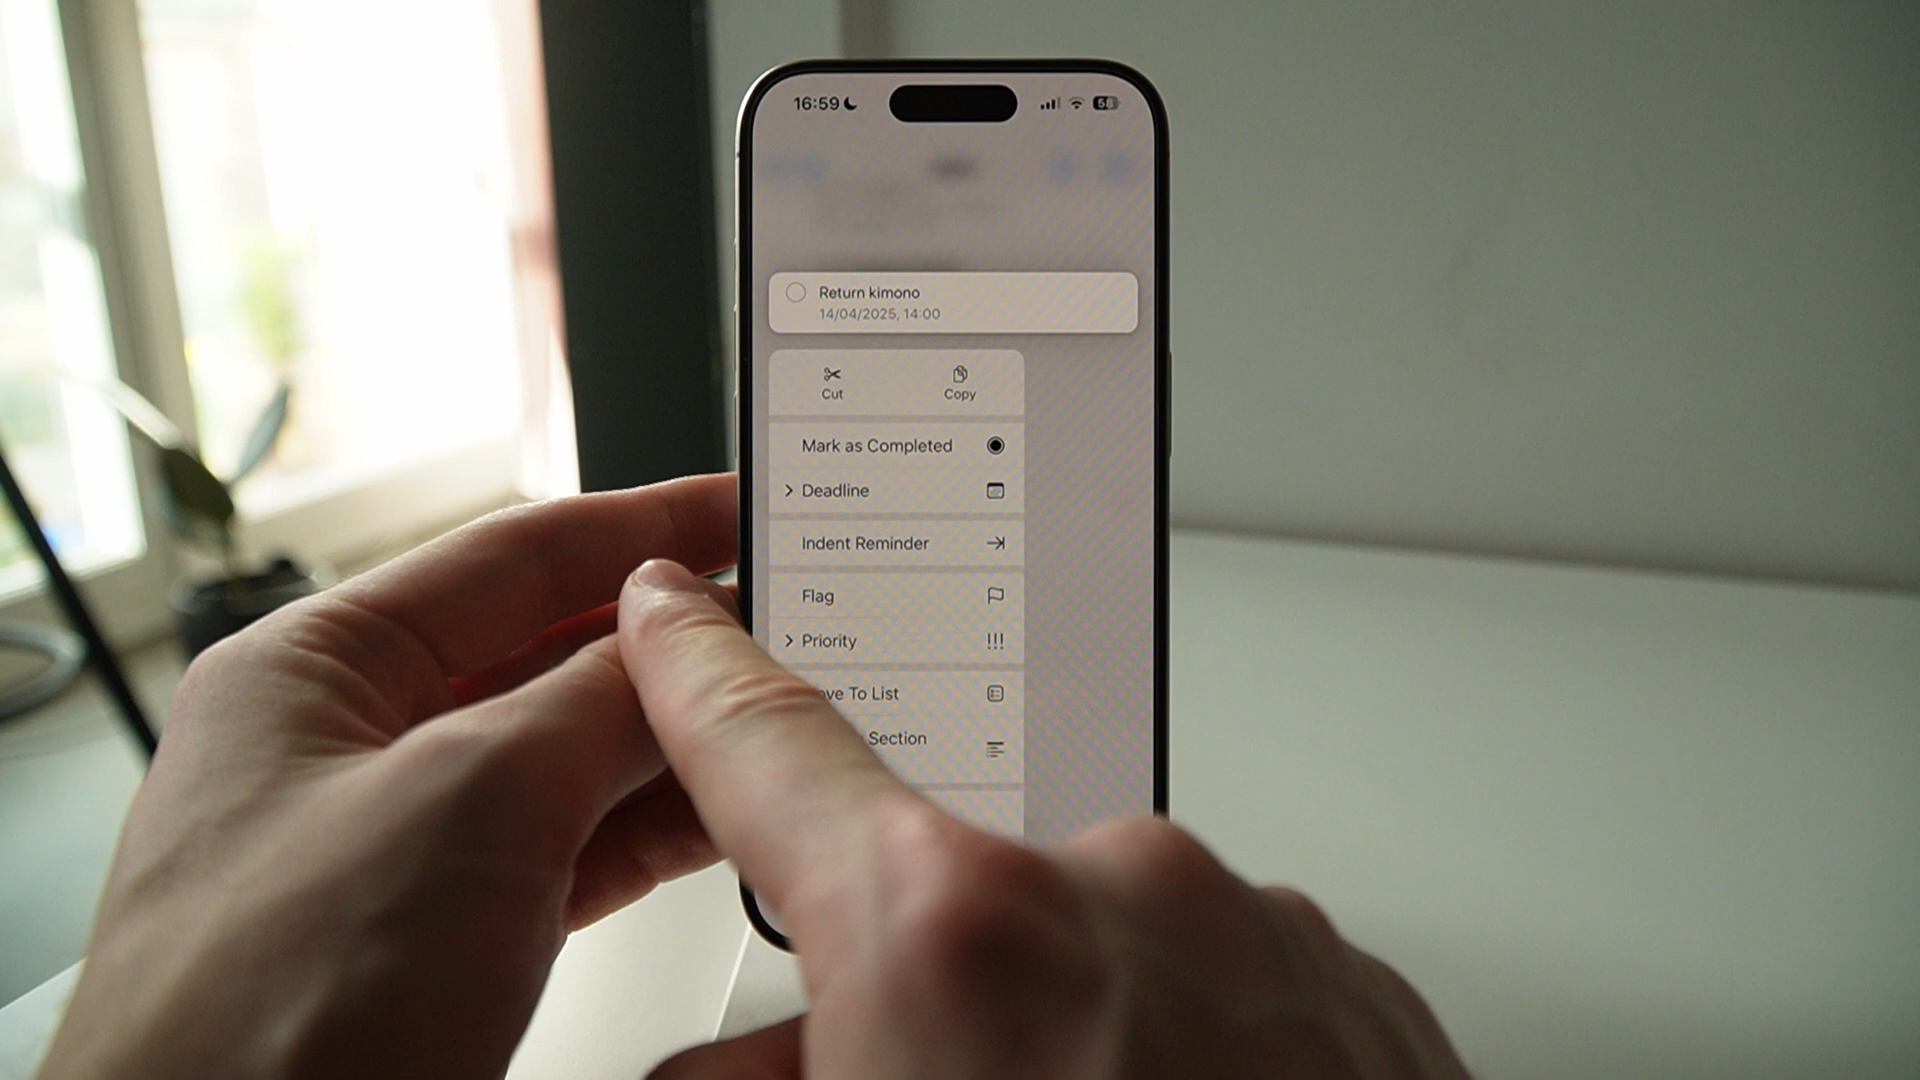 16:59
Return kimono
14/04/2025, 14:00
Cut
Copy
Mark as Completed
Deadline
Indent Reminder
Flag
Priority
To List
Section